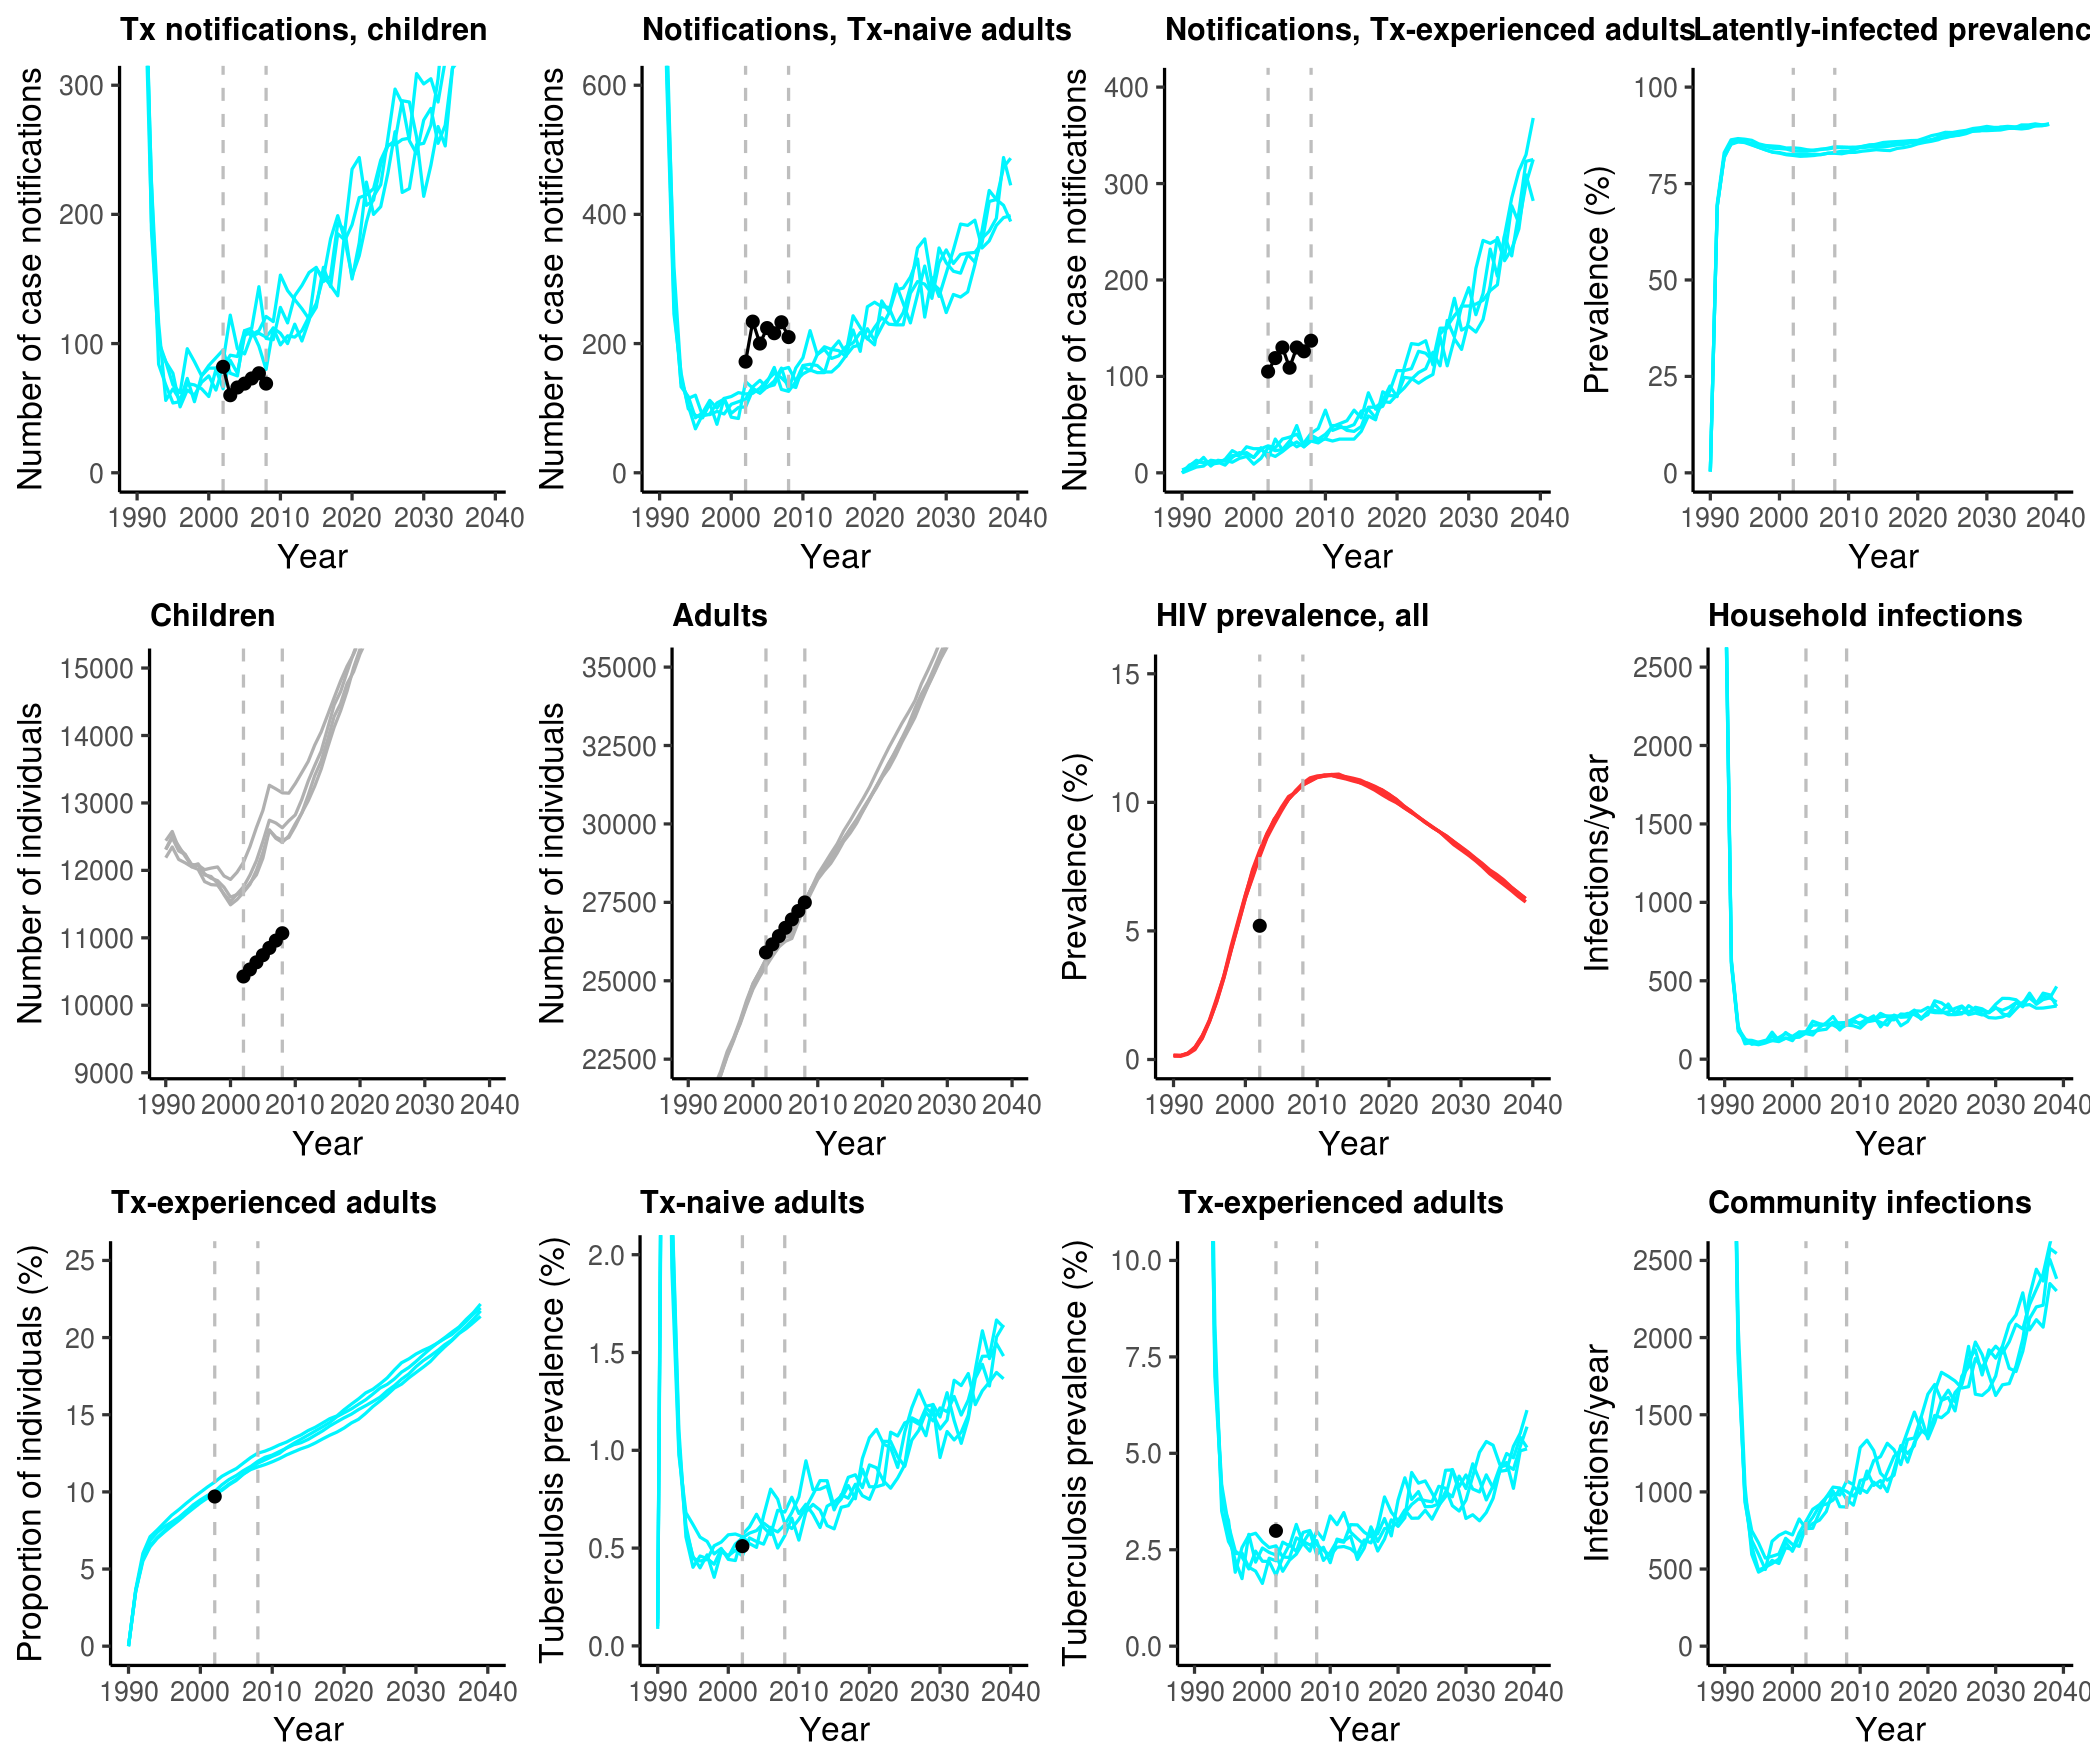 Tx notifications, children
Number of case notifications
300
200
100
0
1990 2000 2010 2020 2030 2040
Year
Notifications, Tx-naive adults
Number of case notifications
600
400
200
0
1990 2000 2010 2020 2030 2040
Year
Notifications, Tx-experienced adults
Number of case notifications
400
300
200
100
0
1990 2000 2010 2020 2030 2040
Year
Latently-infected prevalenc
Prevalence (%)
100
75
50
25
0
1990 2000 2010 2020 2030 2040
Year
Children
Number of individuals
15000
14000
13000
12000
11000
10000
9000
1990 2000 2010 2020 2030 2040
Year
Adults
Number of individuals
35000
32500
30000
27500
25000
22500
1990 2000 2010 2020 2030 2040
Year
HIV prevalence, all
Prevalence (%)
15
10
5
0
1990 2000 2010 2020 2030 2040
Year
Household infections
Infections/year
2500
2000
1500
1000
500
0
1990 2000 2010 2020 2030 2040
Year
Tx-experienced adults
Proportion of individuals (%)
25
20
15
10
5
0
1990 2000 2010 2020 2030 2040
Year
Tx-naive adults
Tuberculosis prevalence (%)
2.0
1.5
1.0
0.5
0.0
1990 2000 2010 2020 2030 2040
Year
Tx-experienced adults
Tuberculosis prevalence (%)
10.0
7.5
5.0
2.5
0.0
1990 2000 2010 2020 2030 2040
Year
Community infections
Infections/year
2500
2000
1500
1000
500
0
1990 2000 2010 2020 2030 2040
Year